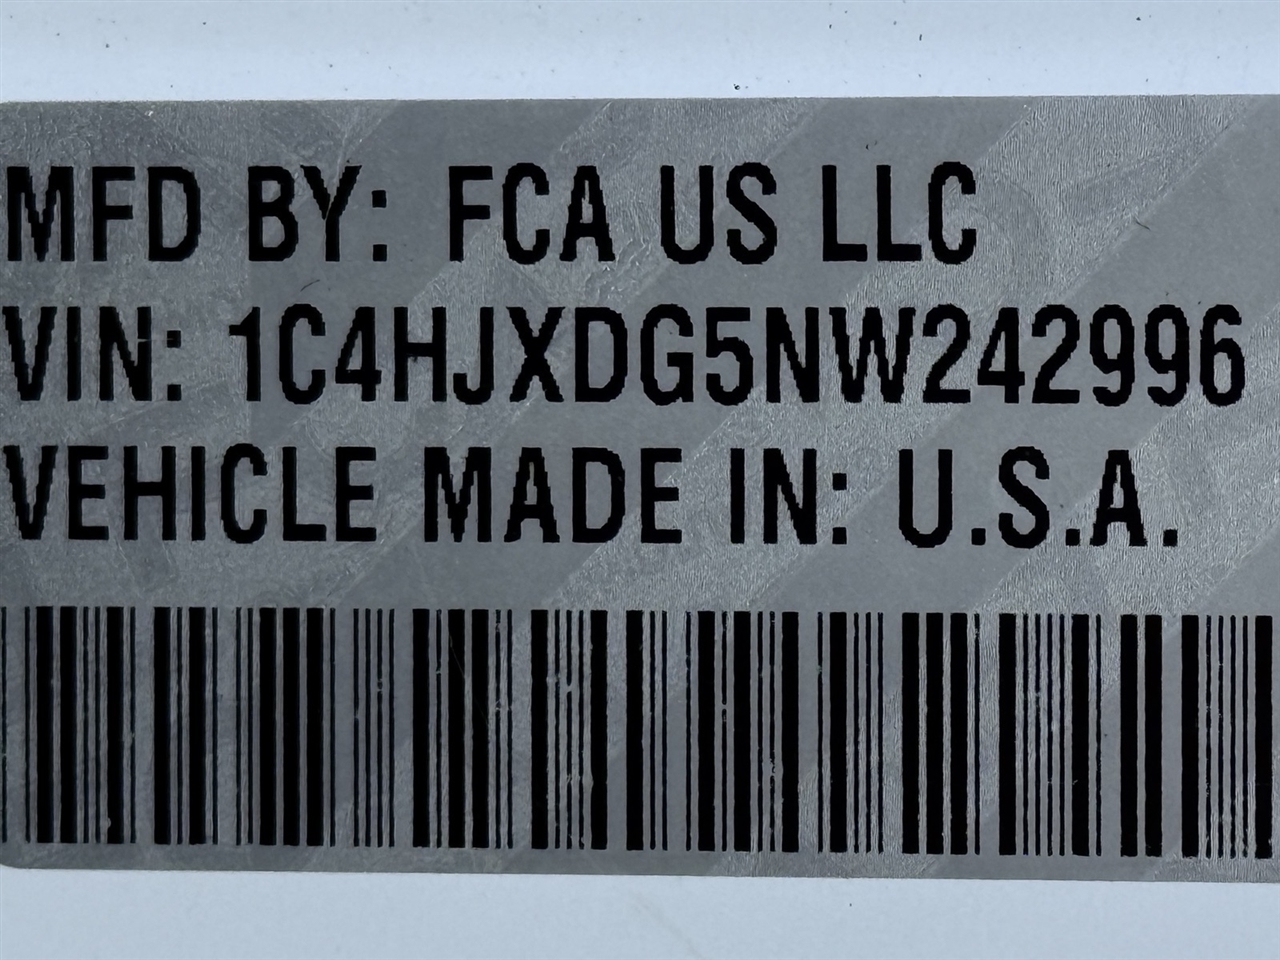 MFD BY: FCA US LLC
VIN: 1C4HJXDG5NW242996
VEHICLE MADE IN: U.S.A.